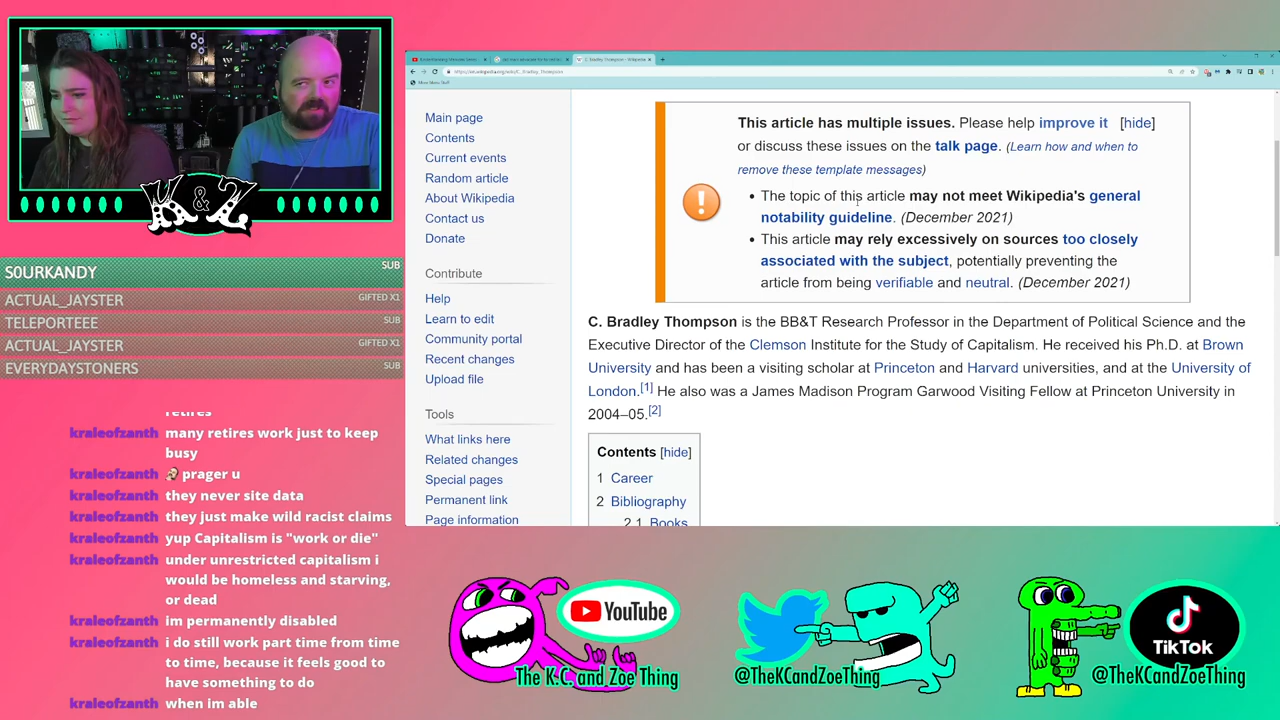 K & Z
S0URKANDY SUB
ACTUAL_JAYSTER GIFTED X1
TELEPORTEEE SUB
ACTUAL_JAYSTER GIFTED X1
EVERYDAYSTONERS SUB
retires
kraleofzanth many retires work just to keep
busy
kraleofzanth prager u
kraleofzanth they never site data
kraleofzanth they just make wild racist claims
kraleofzanth yup Capitalism is "work or die"
kraleofzanth under unrestricted capitalism i
would be homeless and starving,
or dead
kraleofzanth im permanently disabled
kraleofzanth i do still work part time from time
to time, because it feels good to
have something to do
kraleofzanth when im able
Main page
Contents
Current events
Random article
About Wikipedia
Contact us
Donate
Contribute
Help
Learn to edit
Community portal
Recent changes
Upload file
Tools
What links here
Related changes
Special pages
Permanent link
Page information
This article has multiple issues. Please help improve it [hide]
or discuss these issues on the talk page. (Learn how and when to
remove these template messages)
• The topic of this article may not meet Wikipedia's general
notability guideline. (December 2021)
• This article may rely excessively on sources too closely
associated with the subject, potentially preventing the
article from being verifiable and neutral. (December 2021)
C. Bradley Thompson is the BB&T Research Professor in the Department of Political Science and the
Executive Director of the Clemson Institute for the Study of Capitalism. He received his Ph.D. at Brown
University and has been a visiting scholar at Princeton and Harvard universities, and at the University of
London.[1] He also was a James Madison Program Garwood Visiting Fellow at Princeton University in
2004–05.[2]
Contents [hide]
1 Career
2 Bibliography
2.1 Books
YouTube
The K.C. and Zoe Thing
@TheKCandZoeThing
TikTok
@TheKCandZoeThing